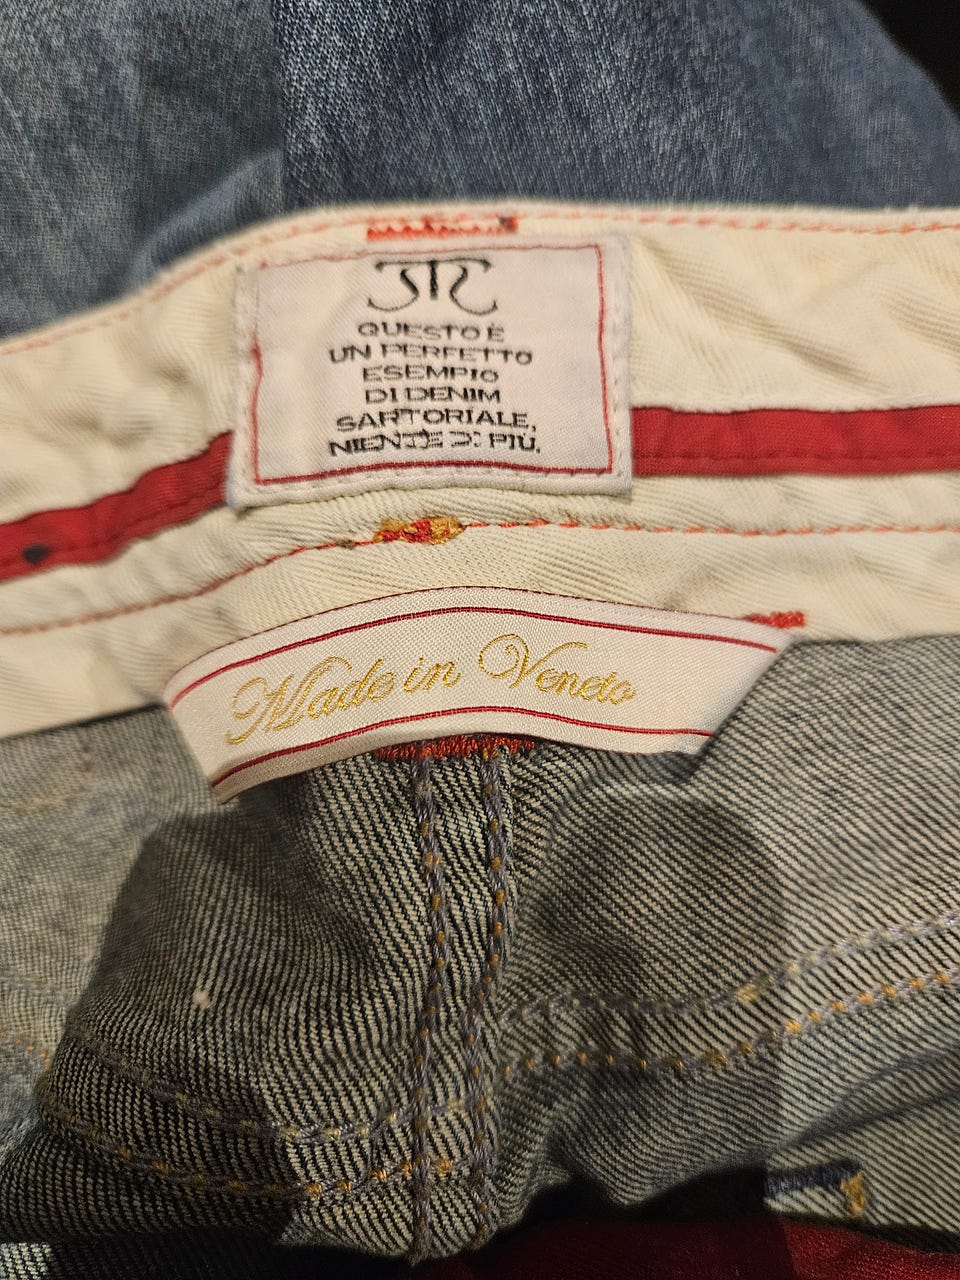 QUESTO È
UN PERFETTO
ESEMPIO
DI DENIM
SARTORIALE,
NIENTE DI PIÙ.
Made in Veneto